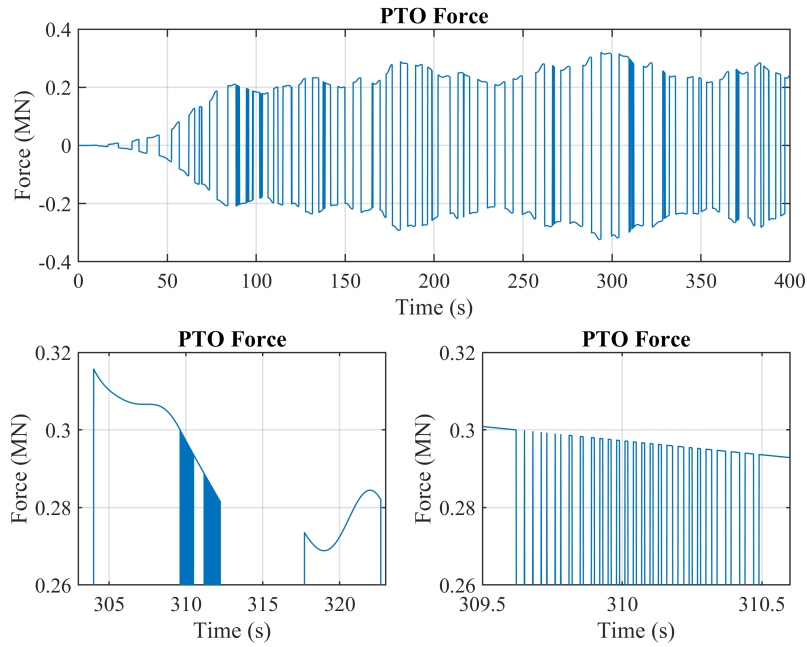 PTO Force
0.4
0.2
0
-0.2
-0.4
Force (MN)
0 50 100 150 200 250 300 350 400
Time (s)
PTO Force
0.32
0.3
0.28
0.26
Force (MN)
305 310 315 320
Time (s)
PTO Force
0.32
0.3
0.28
0.26
Force (MN)
309.5 310 310.5
Time (s)